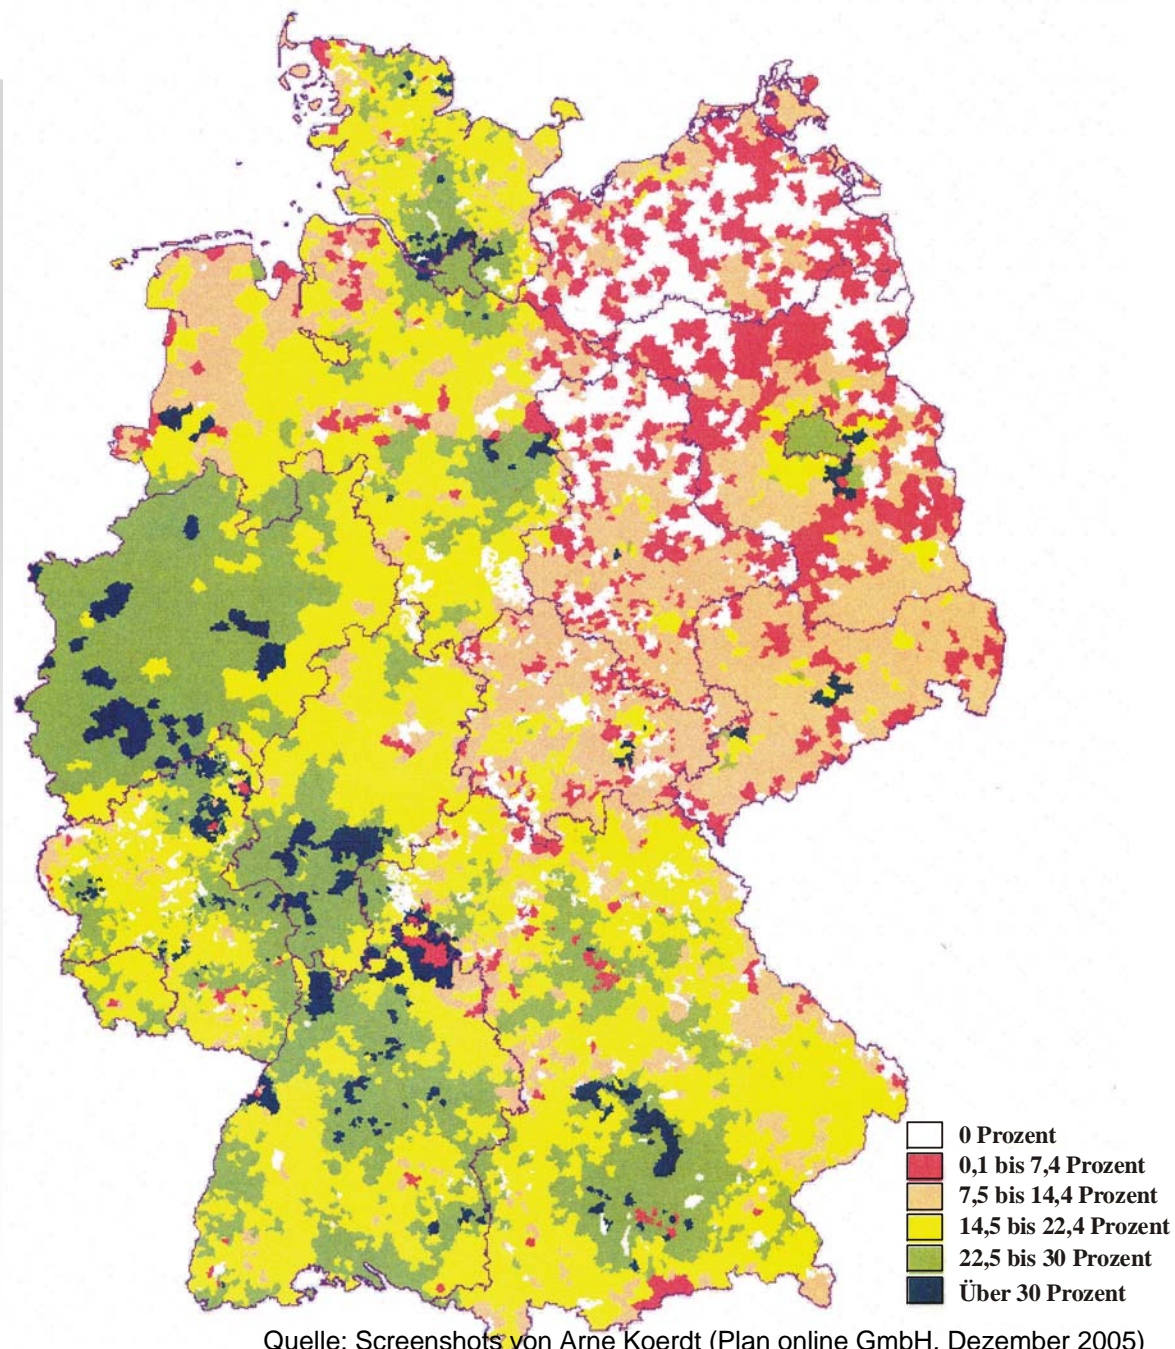 0 Prozent
0,1 bis 7,4 Prozent
7,5 bis 14,4 Prozent
14,5 bis 22,4 Prozent
22,5 bis 30 Prozent
Über 30 Prozent
Quelle: Screenshots von Arne Koerdt (Plan online GmbH, Dezember 2005)